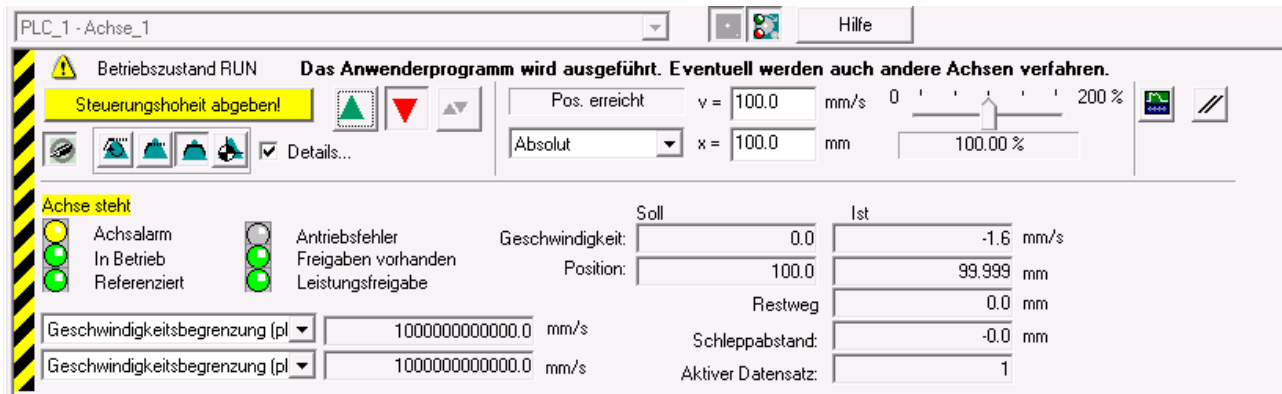 PLC_1 - Achse_1 Hilfe
Betriebszustand RUN Das Anwenderprogramm wird ausgeführt. Eventuell werden auch andere Achsen verfahren.
Steuerungshoheit abgeben! Pos. erreicht v = 100.0 mm/s 0 200 %
Details... Absolut x = 100.0 mm 100.00 %
Achse steht
Soll Ist
Achsalarm Antriebsfehler Geschwindigkeit: 0.0 -1.6 mm/s
In Betrieb Freigaben vorhanden Position: 100.0 99.999 mm
Referenziert Leistungsfreigabe
Restweg 0.0 mm
Geschwindigkeitsbegrenzung (pl 1000000000000.0 mm/s
Schleppabstand: -0.0 mm
Geschwindigkeitsbegrenzung (pl 1000000000000.0 mm/s
Aktiver Datensatz: 1